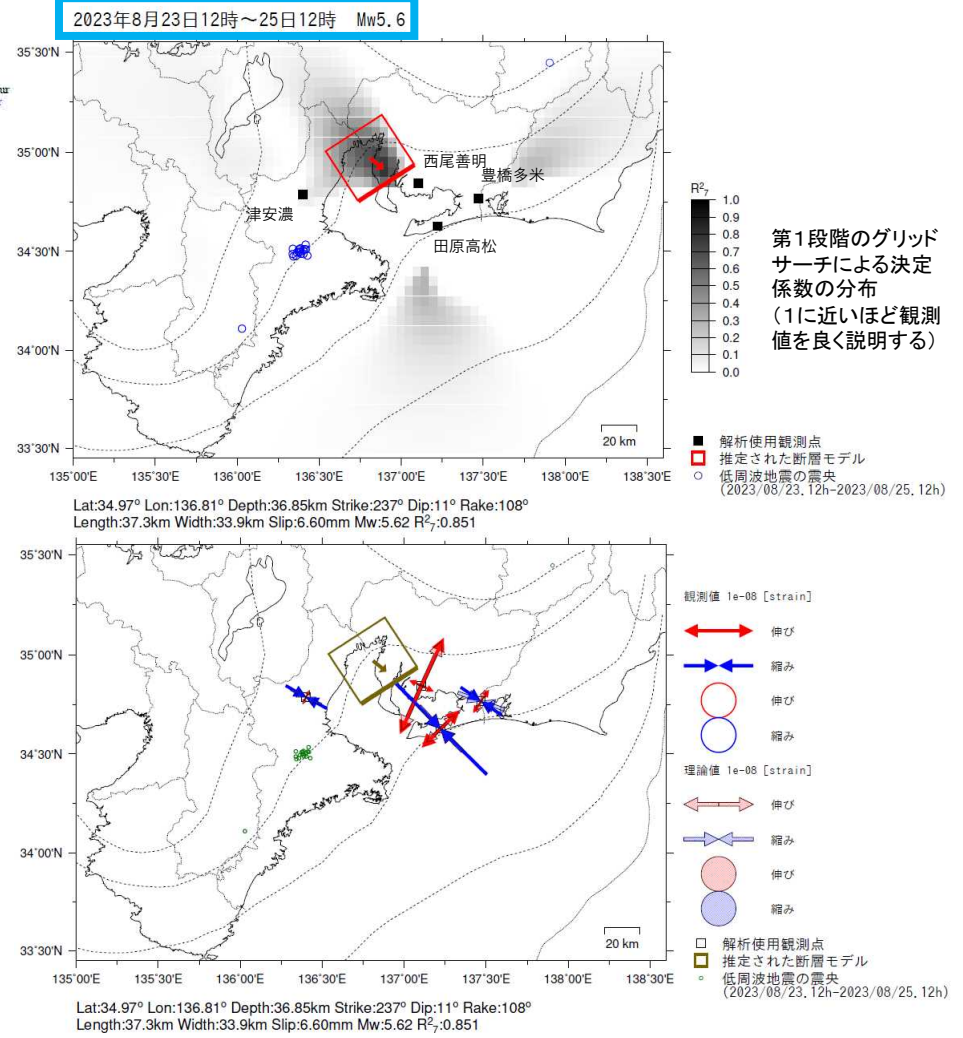 2023年8月23日12時～25日12時 Mw5.6
35°30'N
35°00'N
34°30'N
34°00'N
33°30'N
135°00'E
135°30'E
136°00'E
136°30'E
137°00'E
137°30'E
138°00'E
138°30'E
西尾善明
豊橋多米
津安濃
田原高松
20 km
R²₇
1.0
0.9
0.8
0.7
0.6
0.5
0.4
0.3
0.2
0.1
0.0
第1段階のグリッド
サーチによる決定
係数の分布
(1に近いほど観測
値を良く説明する)
解析使用観測点
推定された断層モデル
低周波地震の震央
(2023/08/23.12h-2023/08/25.12h)
Lat:34.97° Lon:136.81° Depth:36.85km Strike:237° Dip:11° Rake:108°
Length:37.3km Width:33.9km Slip:6.60mm Mw:5.62 R²₇:0.851
35°30'N
35°00'N
34°30'N
34°00'N
33°30'N
135°00'E
135°30'E
136°00'E
136°30'E
137°00'E
137°30'E
138°00'E
138°30'E
20 km
観測値 1e-08 [strain]
伸び
縮み
伸び
縮み
理論値 1e-08 [strain]
伸び
縮み
伸び
縮み
解析使用観測点
推定された断層モデル
低周波地震の震央
(2023/08/23.12h-2023/08/25.12h)
Lat:34.97° Lon:136.81° Depth:36.85km Strike:237° Dip:11° Rake:108°
Length:37.3km Width:33.9km Slip:6.60mm Mw:5.62 R²₇:0.851